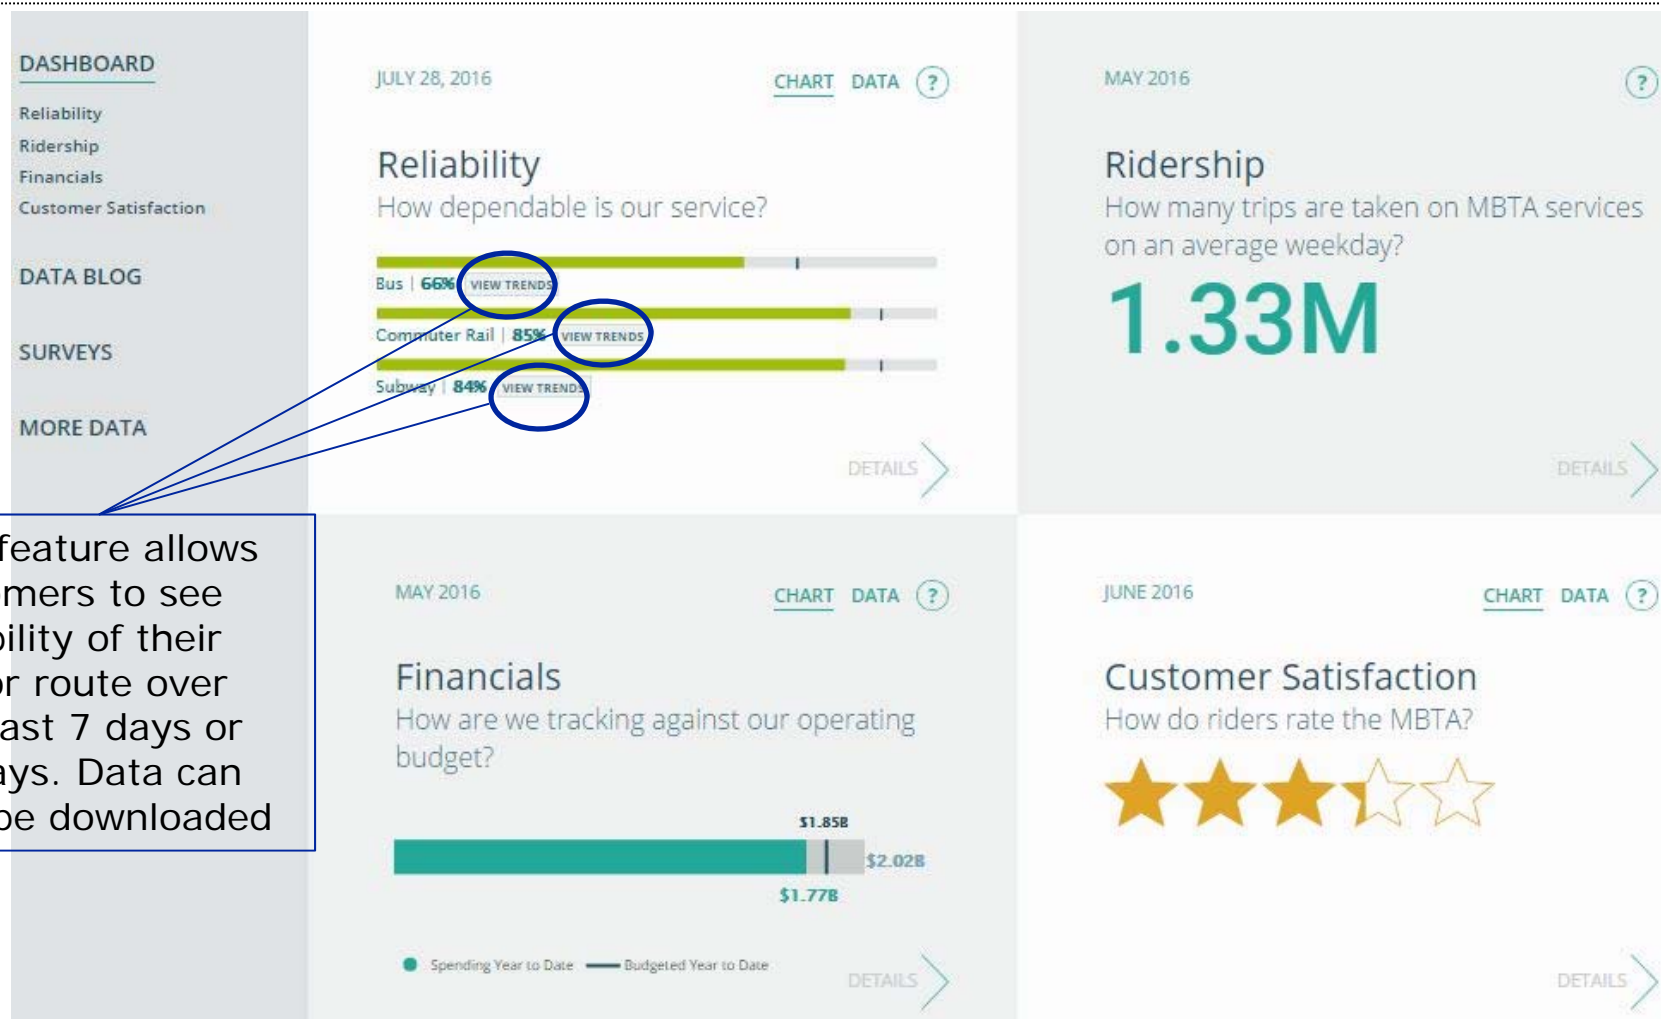 DASHBOARD
Reliability
Ridership
Financials
Customer Satisfaction
DATA BLOG
SURVEYS
MORE DATA
feature allows
omers to see
bility of their
or route over
ast 7 days or
ays. Data can
be downloaded
JULY 28, 2016
CHART DATA ?
Reliability
How dependable is our service?
Bus | 66% VIEW TRENDS
Commuter Rail | 85% VIEW TRENDS
Subway | 84% VIEW TRENDS
DETAILS
MAY 2016
?
Ridership
How many trips are taken on MBTA services
on an average weekday?
1.33M
DETAILS
MAY 2016
CHART DATA ?
Financials
How are we tracking against our operating
budget?
$1.85B
$2.02B
$1.77B
Spending Year to Date Budgeted Year to Date
DETAILS
JUNE 2016
CHART DATA ?
Customer Satisfaction
How do riders rate the MBTA?
DETAILS